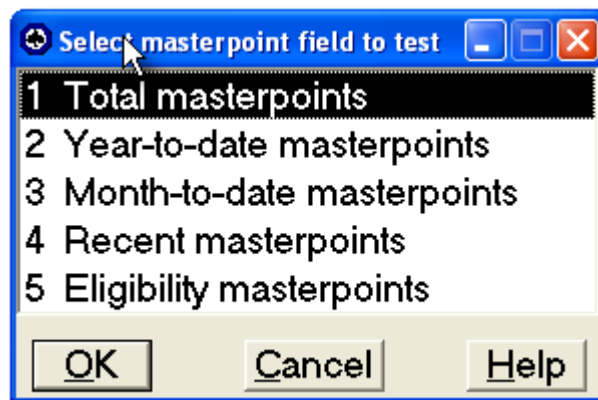 Select masterpoint field to test
1 Total masterpoints
2 Year-to-date masterpoints
3 Month-to-date masterpoints
4 Recent masterpoints
5 Eligibility masterpoints
OK Cancel Help